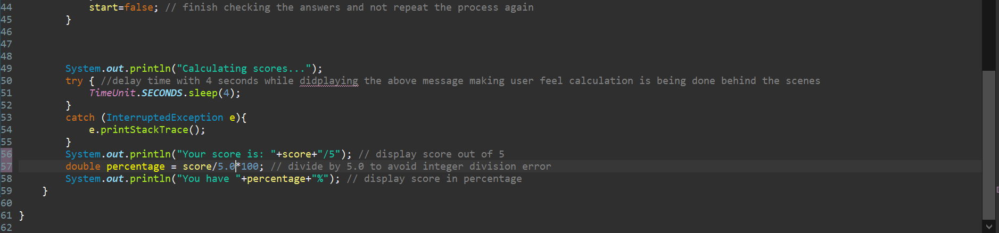 44 start=false; // finish checking the answers and not repeat the process again
45 }
46
47
48
49 System.out.println("Calculating scores...");
50 try { //delay time with 4 seconds while didplaying the above message making user feel calculation is being done behind the scenes
51 TimeUnit.SECONDS.sleep(4);
52 }
53 catch (InterruptedException e){
54 e.printStackTrace();
55 }
56 System.out.println("Your score is: "+score+"/5"); // display score out of 5
57 double percentage = score/5.0*100; // divide by 5.0 to avoid integer division error
58 System.out.println("You have "+percentage+"%"); // display score in percentage
59 }
60
61 }
62